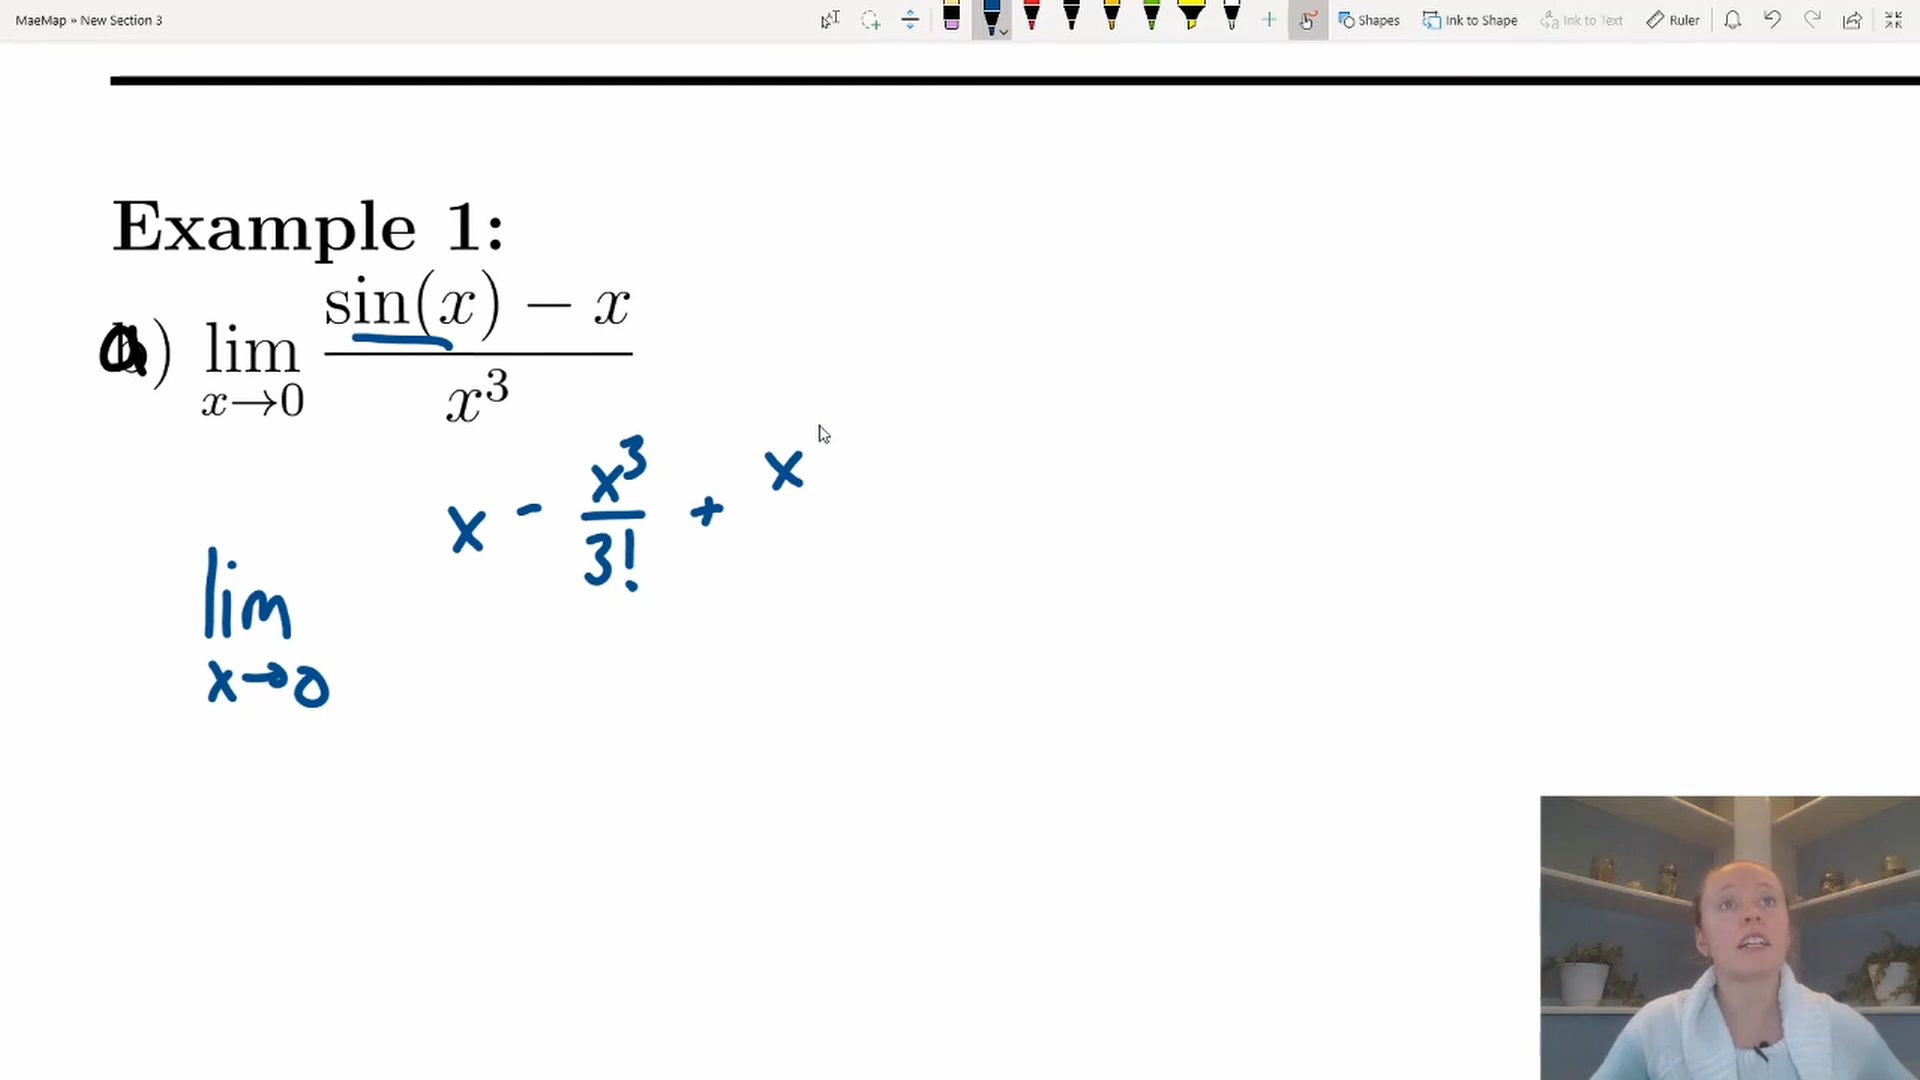 MaeMap » New Section 3
Shapes Ink to Shape Ink to Text Ruler
Example 1:
a) lim x→0 (sin(x) − x)/x³
x - x³/3! + x
lim
x→0